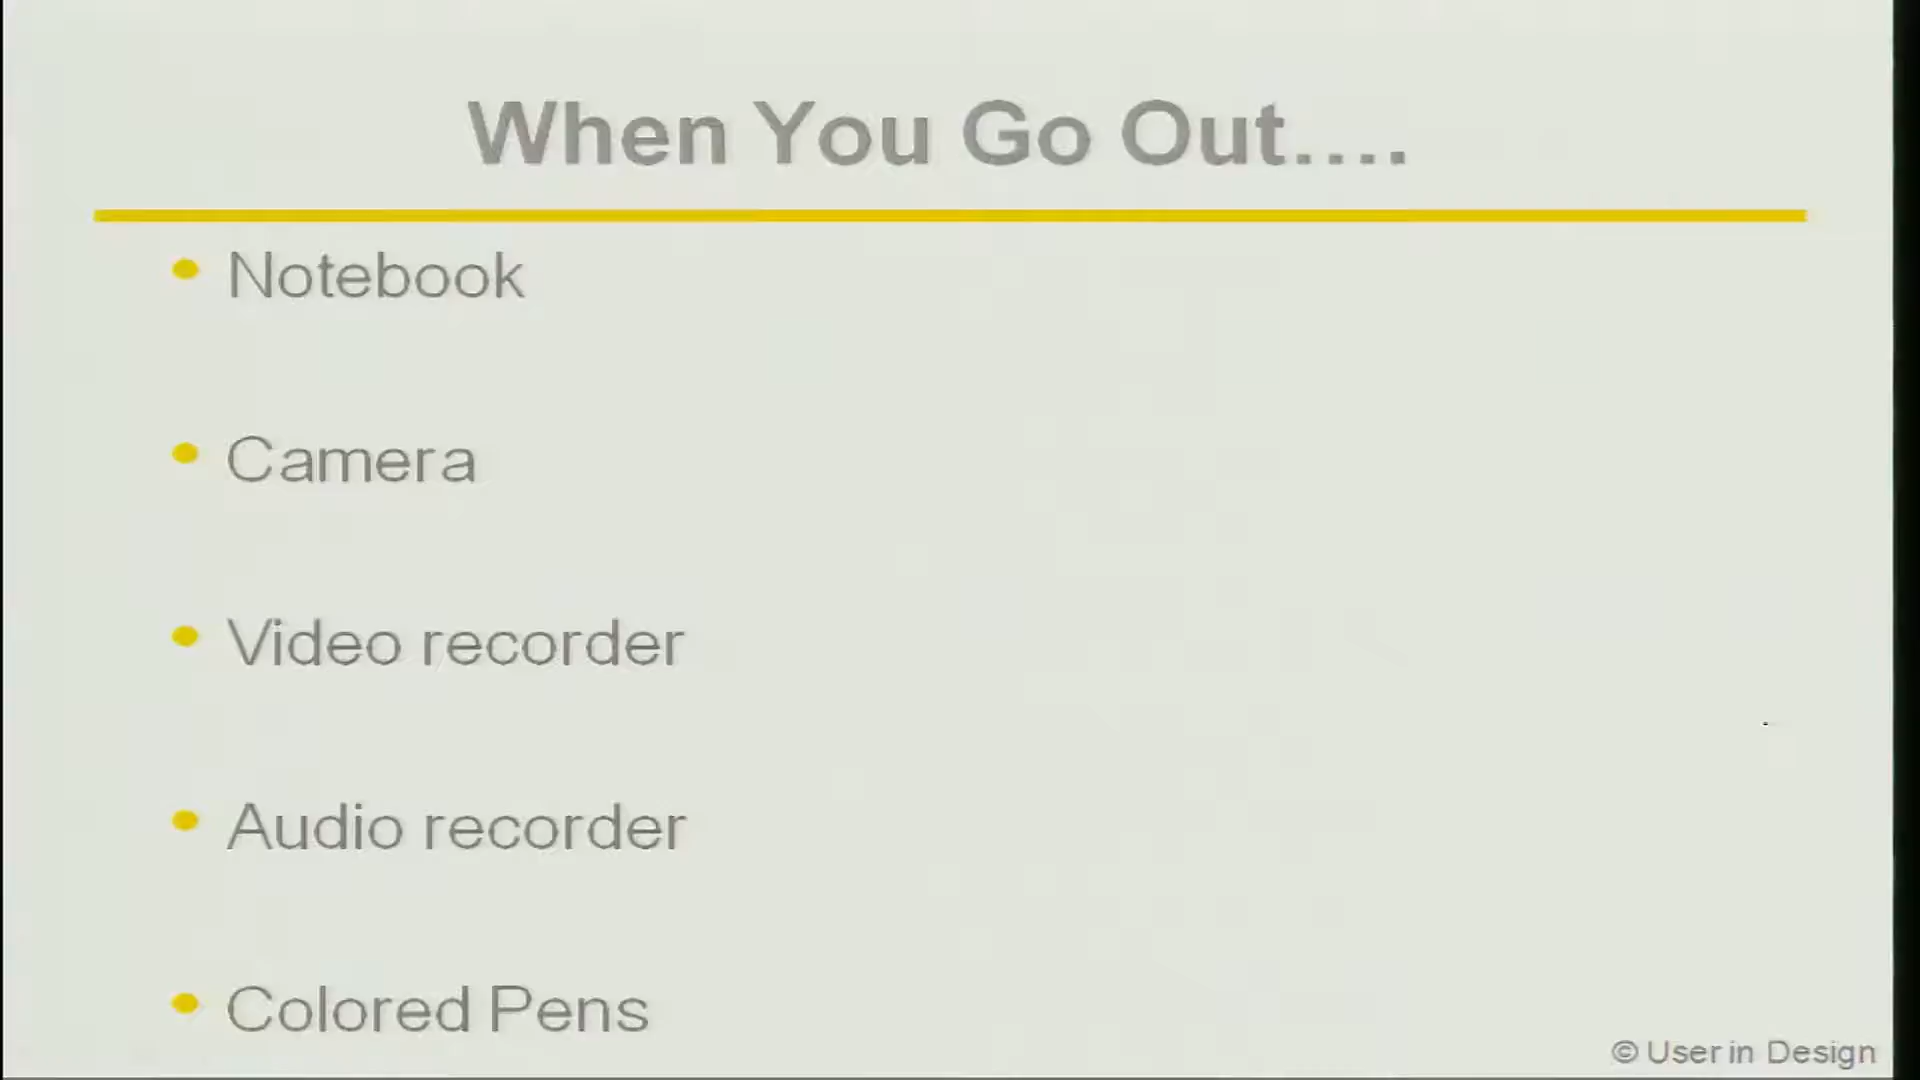 When You Go Out....
• Notebook
• Camera
• Video recorder
• Audio recorder
• Colored Pens
© User in Design